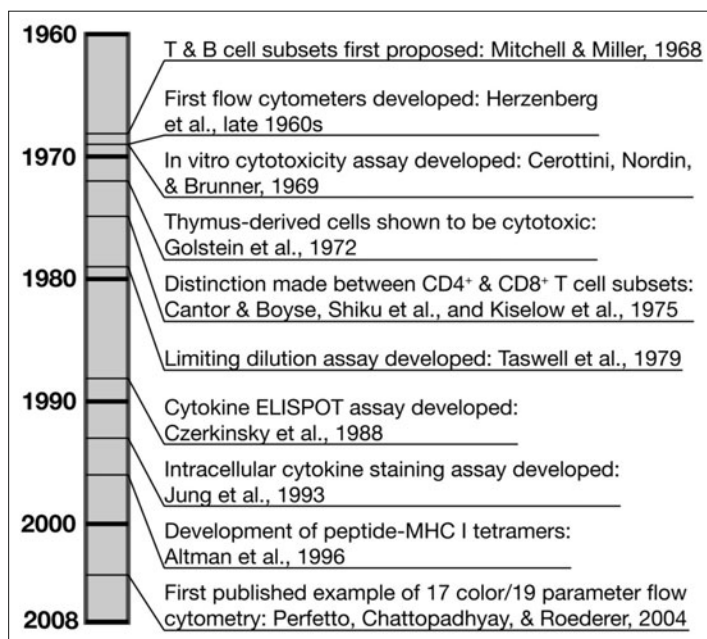 1960
T & B cell subsets first proposed: Mitchell & Miller, 1968
First flow cytometers developed: Herzenberg
et al., late 1960s
1970
In vitro cytotoxicity assay developed: Cerottini, Nordin,
& Brunner, 1969
Thymus-derived cells shown to be cytotoxic:
Golstein et al., 1972
1980
Distinction made between CD4⁺ & CD8⁺ T cell subsets:
Cantor & Boyse, Shiku et al., and Kiselow et al., 1975
Limiting dilution assay developed: Taswell et al., 1979
1990
Cytokine ELISPOT assay developed:
Czerkinsky et al., 1988
Intracellular cytokine staining assay developed:
Jung et al., 1993
2000
Development of peptide-MHC I tetramers:
Altman et al., 1996
First published example of 17 color/19 parameter flow
cytometry: Perfetto, Chattopadhyay, & Roederer, 2004
2008